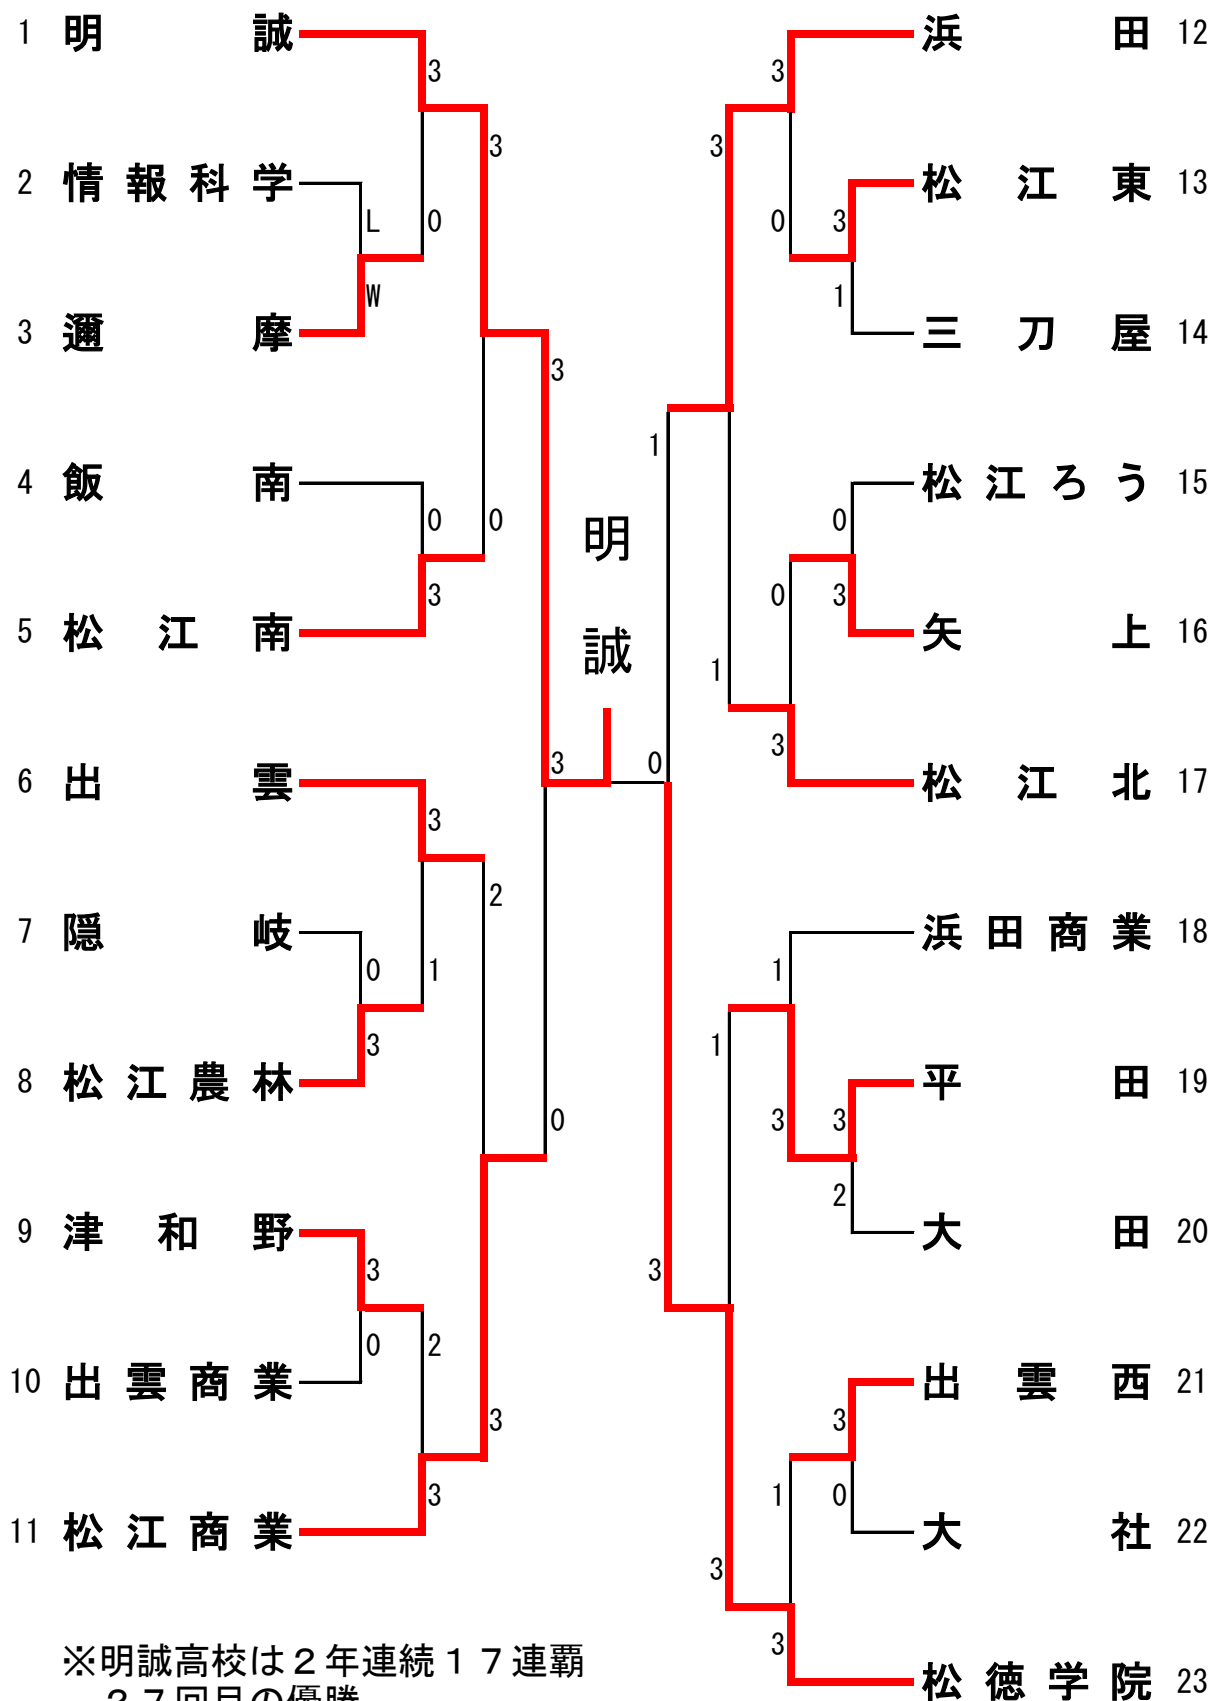 1 明誠
3
2 情報科学
3
L
0
W
3 邇摩
3
4 飯南
0
0
3
5 松江南
3
6 出雲
3
2
7 隠岐
0
1
3
8 松江農林
0
9 津和野
3
0
2
10 出雲商業
3
3
11 松江商業
明
誠
0
浜田 12
3
3
松江東 13
0
3
1
三刀屋 14
1
松江ろう 15
0
0
3
矢上 16
1
3
松江北 17
浜田商業 18
1
1
平田 19
3
3
2
大田 20
3
出雲西 21
3
1
0
大社 22
3
3
松徳学院 23
※明誠高校は2年連続17連覇
27回目の優勝